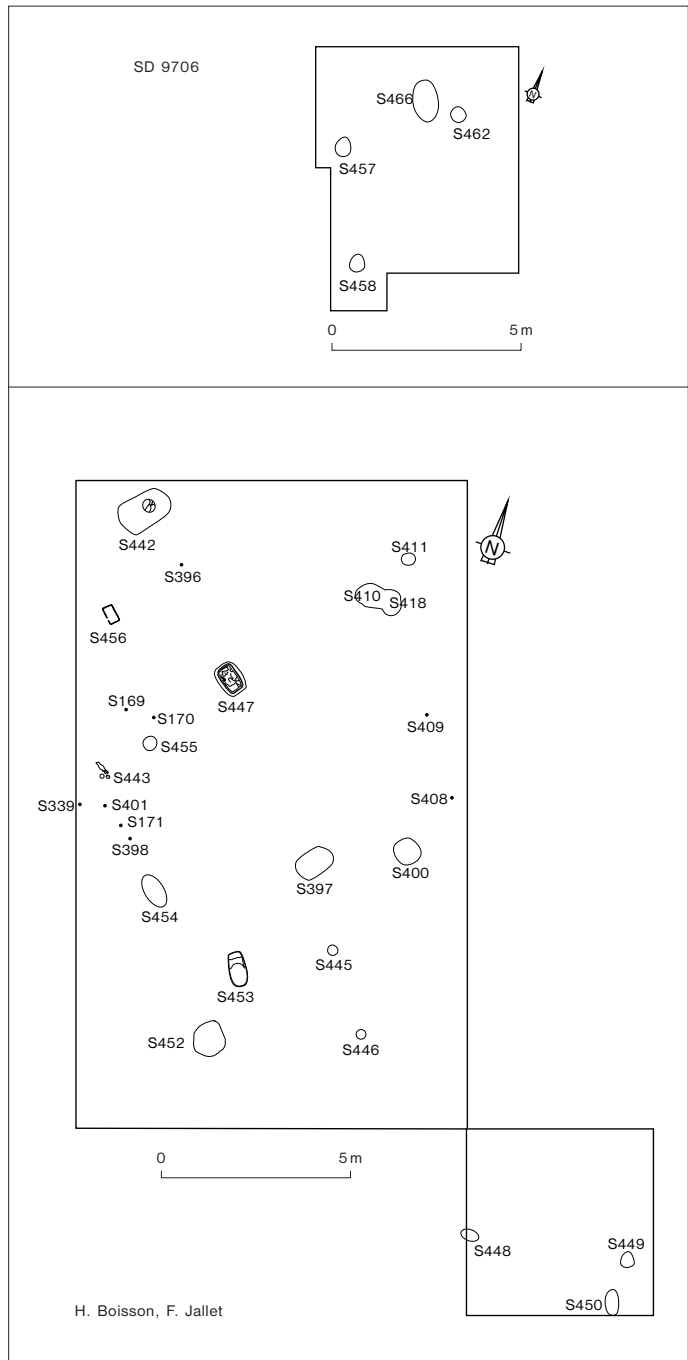 SD 9706
N
S466
S462
S457
S458
0 5 m
S442
N
S411
S396
S410
S418
S456
S447
S169
S170
S409
S455
S443
S339
S401
S408
S171
S398
S397
S400
S454
S445
S453
S452
S446
0 5 m
S448
S449
S450
H. Boisson, F. Jallet